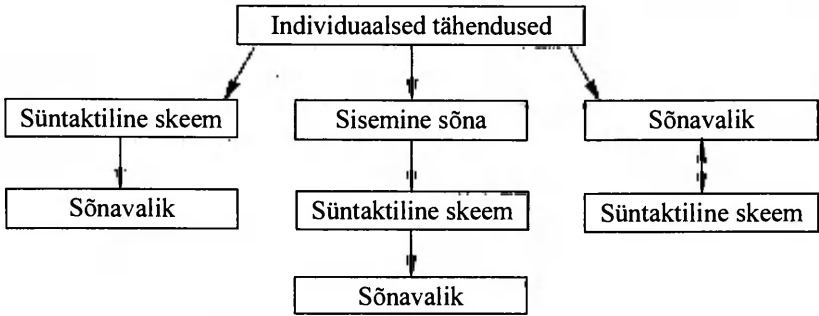 Individuaalsed tähendused
Süntaktiline skeem
Sisemine sõna
Sõnavalik
Sõnavalik
Süntaktiline skeem
Süntaktiline skeem
Sõnavalik